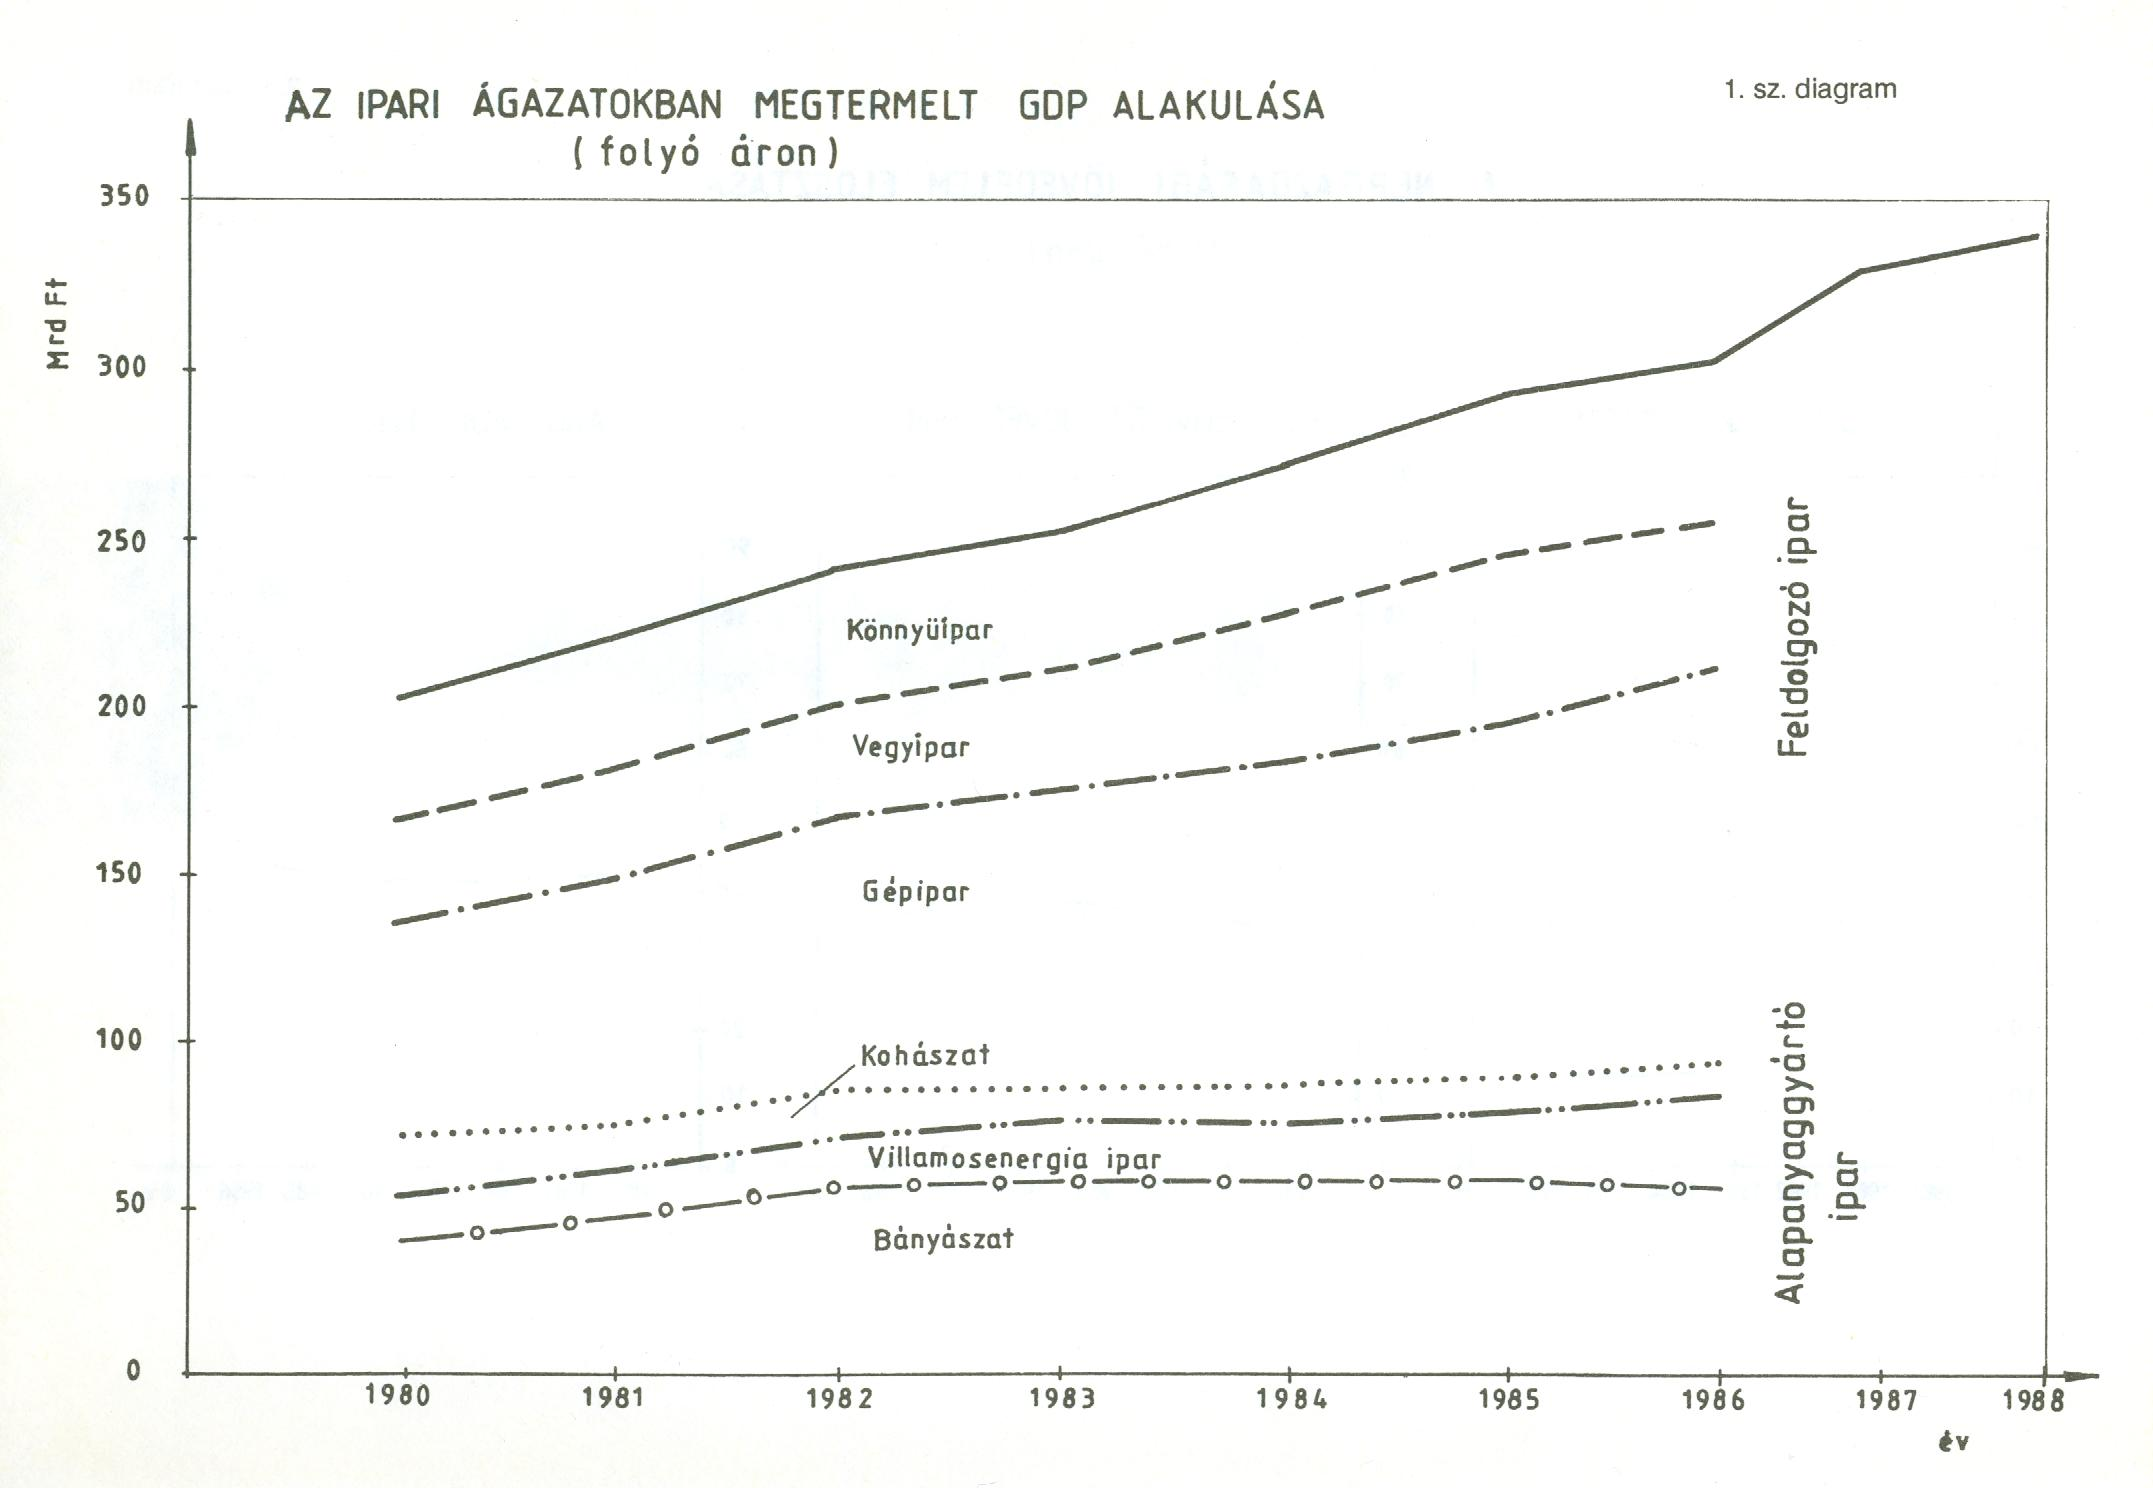 1. sz. diagram
AZ IPARI ÁGAZATOKBAN MEGTERMELT GDP ALAKULÁSA
(folyó áron)
Mrd Ft
350
300
250
200
150
100
50
0
Könnyüipar
Vegyipar
Gépipar
Kohászat
Villamosenergia ipar
Bányászat
Feldolgozó ipar
Alapanyaggyártó
ipar
1980 1981 1982 1983 1984 1985 1986 1987 1988
év